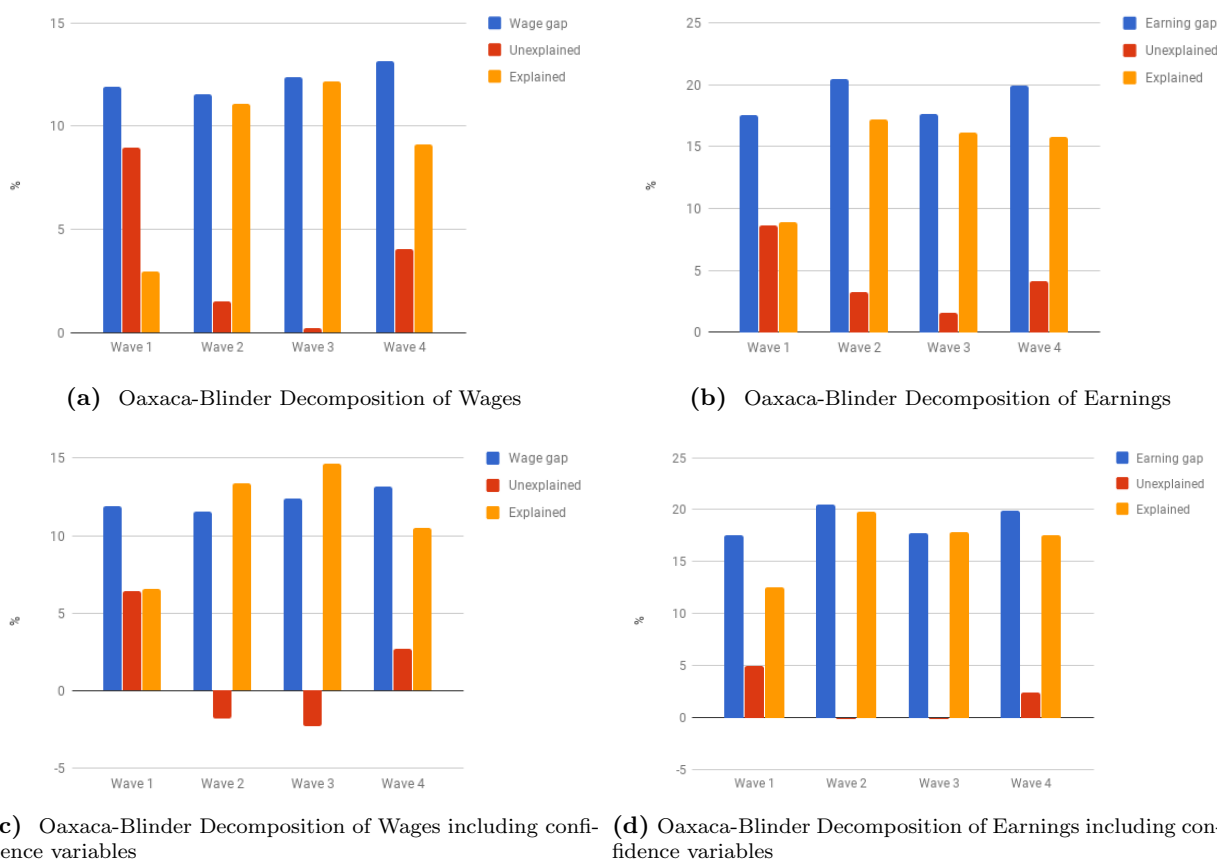 15
10
5
0
%
Wave 1 Wave 2 Wave 3 Wave 4
Wage gap
Unexplained
Explained
(a) Oaxaca-Blinder Decomposition of Wages
25
20
15
10
5
0
%
Wave 1 Wave 2 Wave 3 Wave 4
Earning gap
Unexplained
Explained
(b) Oaxaca-Blinder Decomposition of Earnings
15
10
5
0
-5
%
Wave 1 Wave 2 Wave 3 Wave 4
Wage gap
Unexplained
Explained
c) Oaxaca-Blinder Decomposition of Wages including confi-
ence variables
25
20
15
10
5
0
-5
%
Wave 1 Wave 2 Wave 3 Wave 4
Earning gap
Unexplained
Explained
(d) Oaxaca-Blinder Decomposition of Earnings including con-
fidence variables